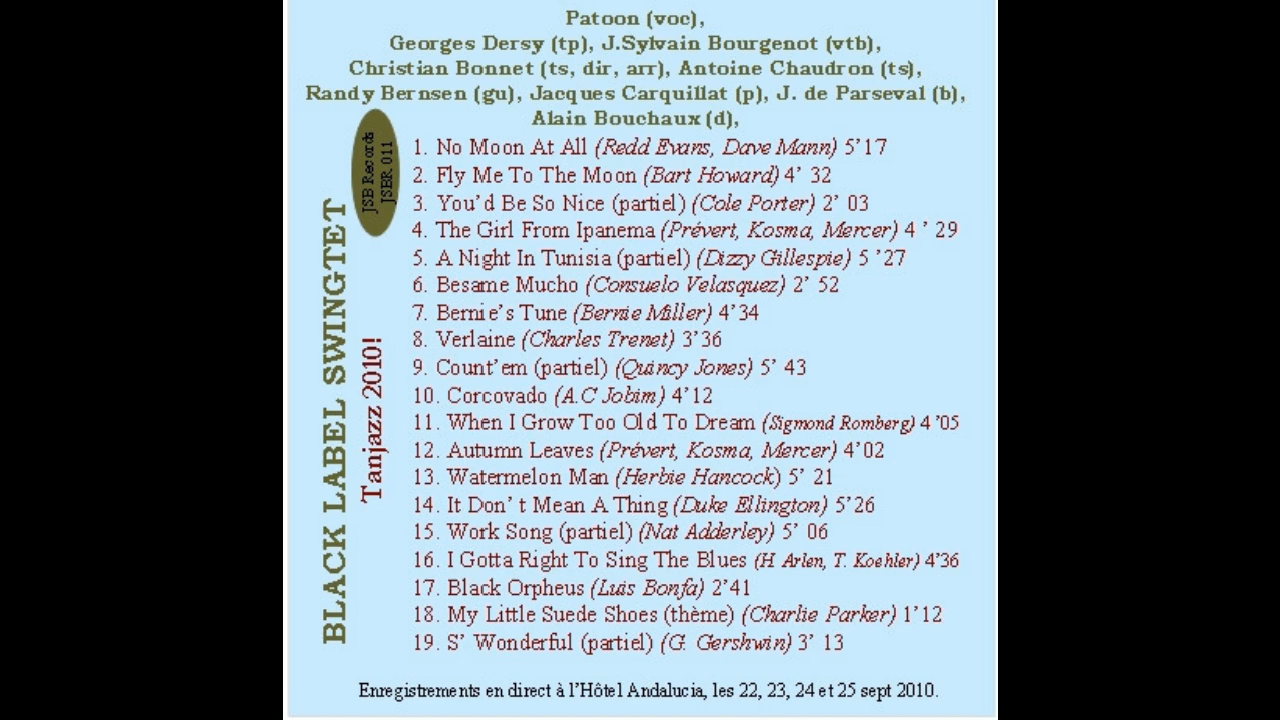 Patoon (voc),
Georges Dersy (tp), J.Sylvain Bourgenot (vtb),
Christian Bonnet (ts, dir, arr), Antoine Chaudron (ts),
Randy Bernsen (gu), Jacques Carquillat (p), J. de Parseval (b),
Alain Bouchaux (d),
JSB Records
JSBR 011
BLACK LABEL SWINGTET
Tanjazz 2010!
1. No Moon At All (Redd Evans, Dave Mann) 5’17
2. Fly Me To The Moon (Bart Howard) 4’ 32
3. You’d Be So Nice (partiel) (Cole Porter) 2’ 03
4. The Girl From Ipanema (Prévert, Kosma, Mercer) 4 ’ 29
5. A Night In Tunisia (partiel) (Dizzy Gillespie) 5 ’27
6. Besame Mucho (Consuelo Velasquez) 2’ 52
7. Bernie’s Tune (Bernie Miller) 4’34
8. Verlaine (Charles Trenet) 3’36
9. Count’em (partiel) (Quincy Jones) 5’ 43
10. Corcovado (A.C Jobim) 4’12
11. When I Grow Too Old To Dream (Sigmond Romberg) 4 ’05
12. Autumn Leaves (Prévert, Kosma, Mercer) 4’02
13. Watermelon Man (Herbie Hancock) 5’ 21
14. It Don’ t Mean A Thing (Duke Ellington) 5’26
15. Work Song (partiel) (Nat Adderley) 5’ 06
16. I Gotta Right To Sing The Blues (H. Arlen, T. Koehler) 4’36
17. Black Orpheus (Luis Bonfa) 2’41
18. My Little Suede Shoes (thème) (Charlie Parker) 1’12
19. S’ Wonderful (partiel) (G. Gershwin) 3’ 13
Enregistrements en direct à l’Hôtel Andalucia, les 22, 23, 24 et 25 sept 2010.